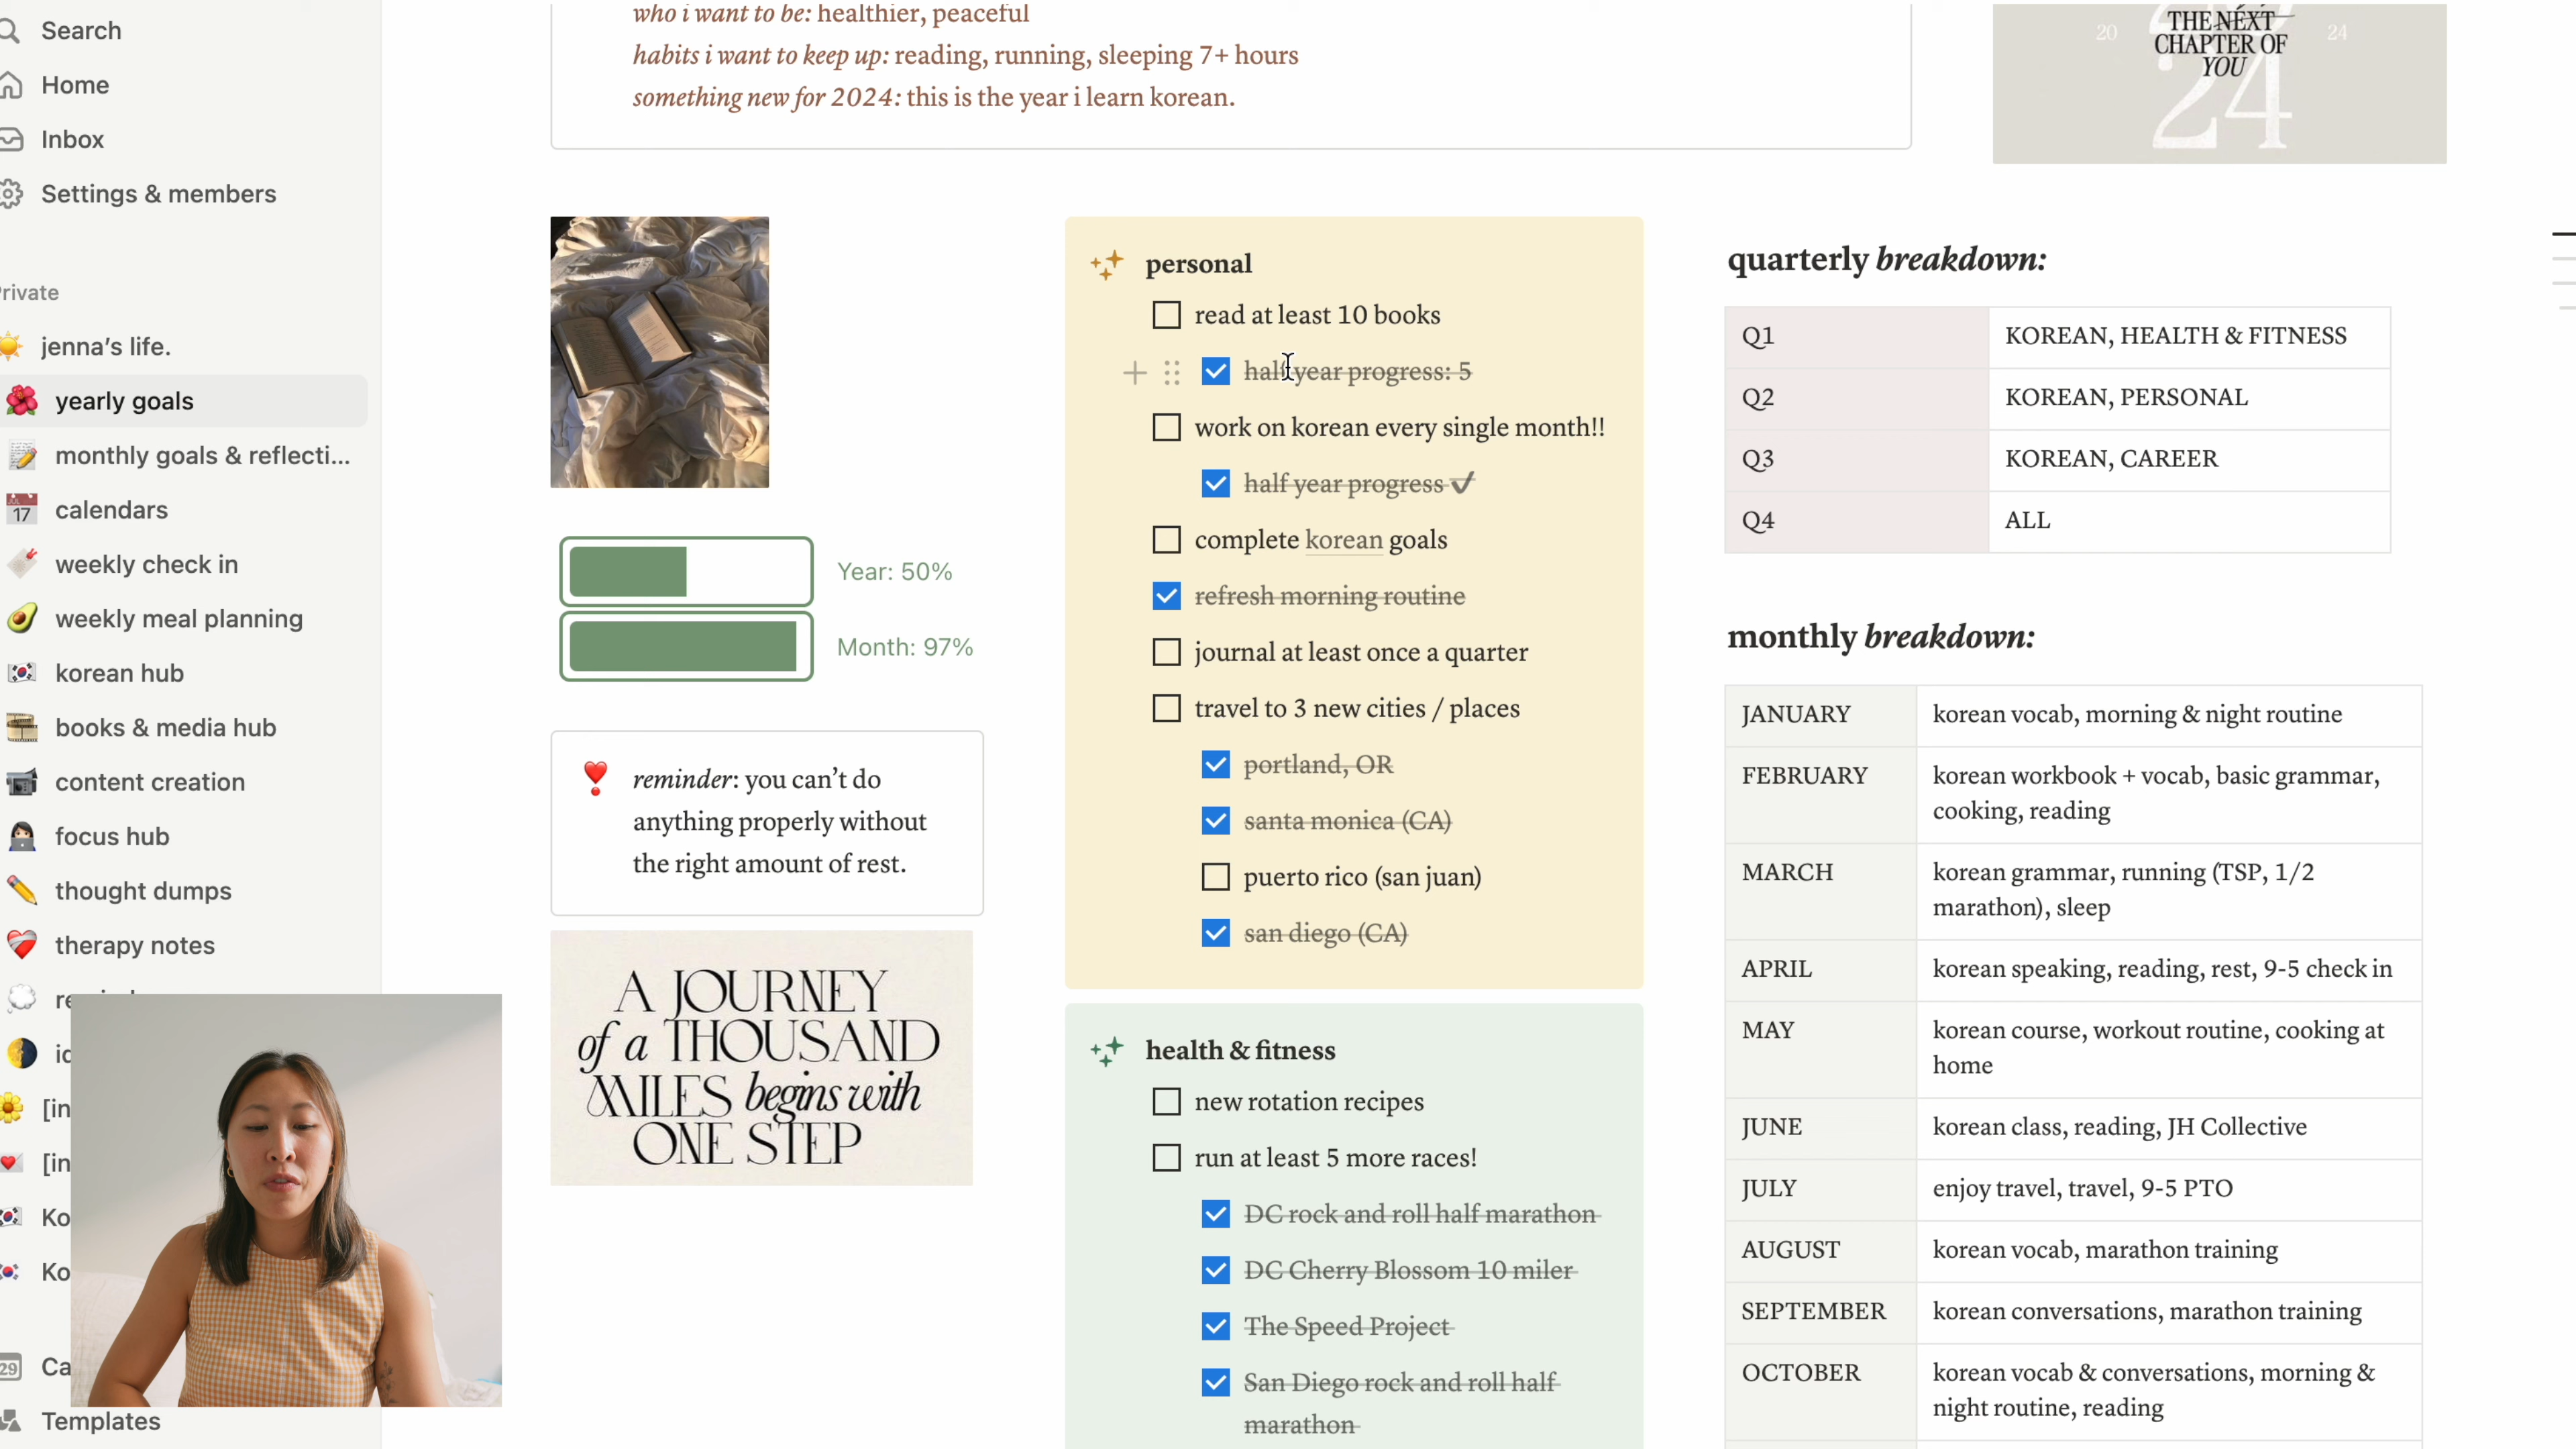 Search
Home
Inbox
Settings & members
Private
jenna's life.
yearly goals
monthly goals & reflecti...
JUL
17
calendars
weekly check in
weekly meal planning
korean hub
books & media hub
content creation
focus hub
thought dumps
therapy notes
[in
[in
Ko
Ko
29
Ca
Templates
who i want to be: healthier, peaceful
habits i want to keep up: reading, running, sleeping 7+ hours
something new for 2024: this is the year i learn korean.
20
24
THE NEXT
CHAPTER OF
YOU
24
Year: 50%
Month: 97%
reminder: you can't do
anything properly without
the right amount of rest.
A JOURNEY
of a THOUSAND
MILES begins with
ONE STEP
personal
read at least 10 books
half year progress: 5
work on korean every single month!!
half year progress ✔
complete korean goals
refresh morning routine
journal at least once a quarter
travel to 3 new cities / places
portland, OR
santa monica (CA)
puerto rico (san juan)
san diego (CA)
health & fitness
new rotation recipes
run at least 5 more races!
DC rock and roll half marathon
DC Cherry Blossom 10 miler
The Speed Project
San Diego rock and roll half
marathon
quarterly breakdown:
Q1 KOREAN, HEALTH & FITNESS
Q2 KOREAN, PERSONAL
Q3 KOREAN, CAREER
Q4 ALL
monthly breakdown:
JANUARY korean vocab, morning & night routine
FEBRUARY korean workbook + vocab, basic grammar,
cooking, reading
MARCH korean grammar, running (TSP, 1/2
marathon), sleep
APRIL korean speaking, reading, rest, 9-5 check in
MAY korean course, workout routine, cooking at
home
JUNE korean class, reading, JH Collective
JULY enjoy travel, travel, 9-5 PTO
AUGUST korean vocab, marathon training
SEPTEMBER korean conversations, marathon training
OCTOBER korean vocab & conversations, morning &
night routine, reading